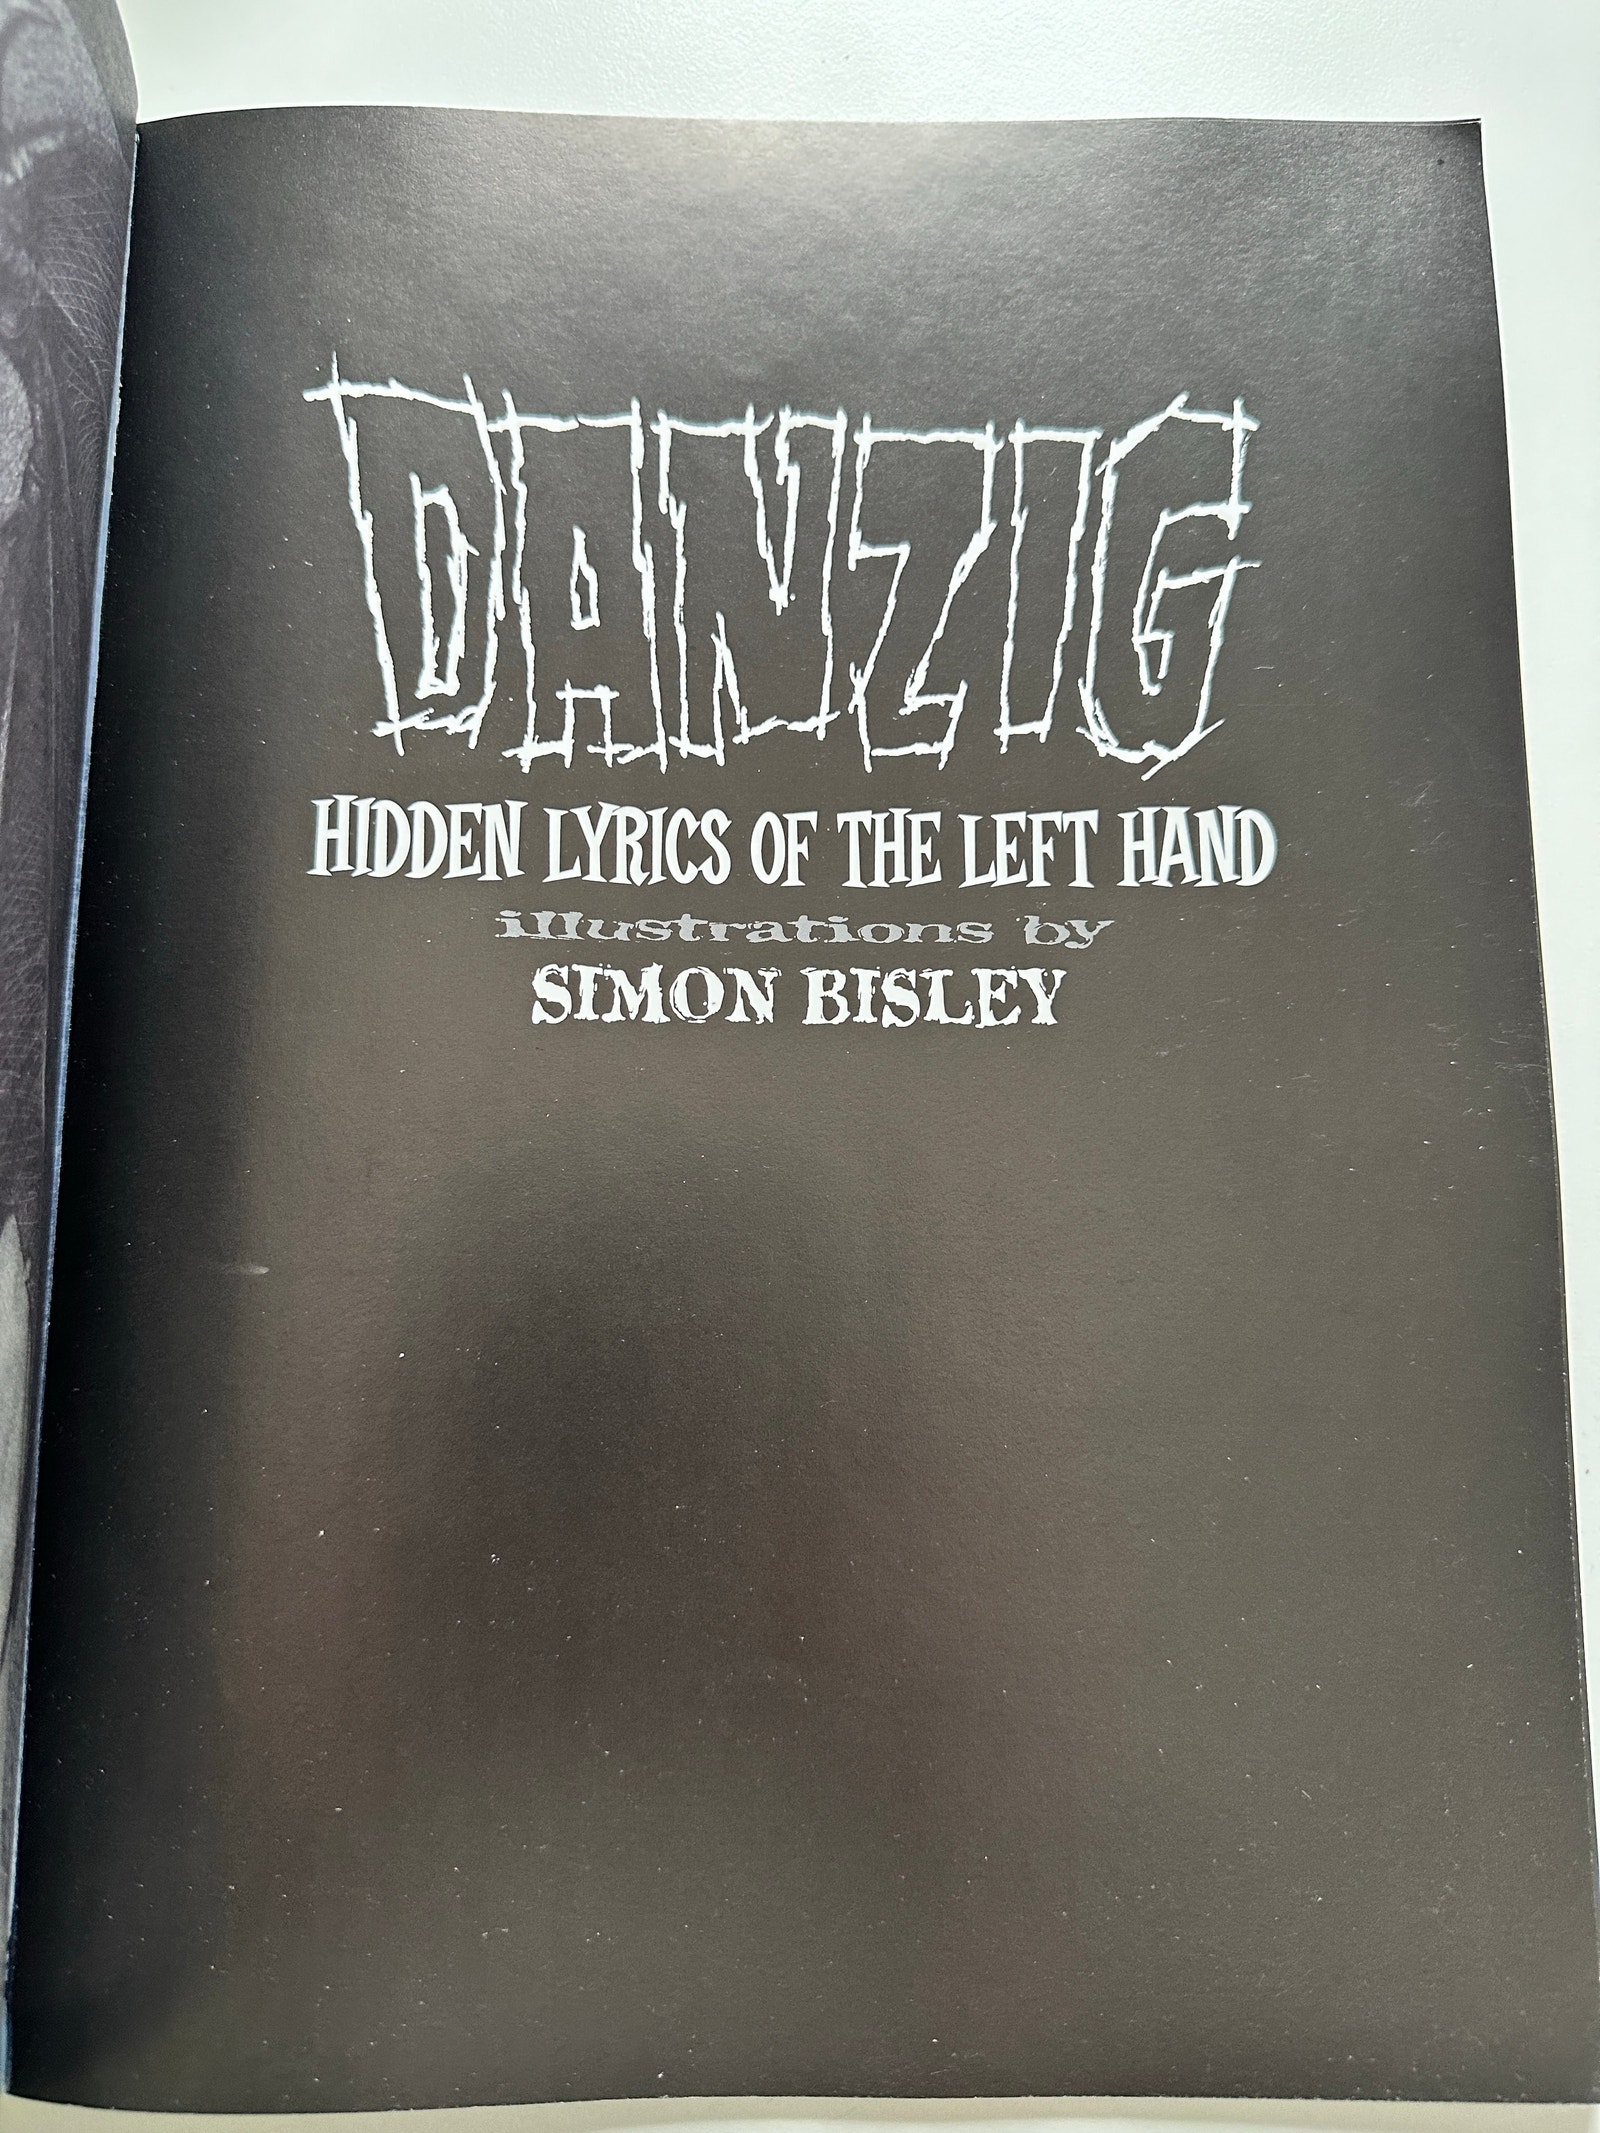 DANZIG
HIDDEN LYRICS OF THE LEFT HAND
illustrations by
SIMON BISLEY